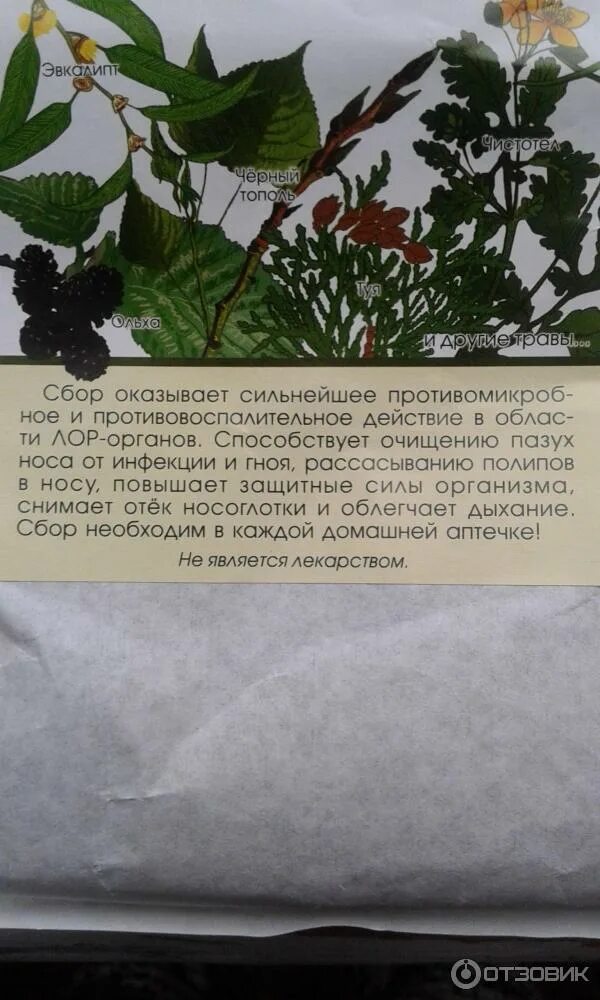 Эвкалипт
Чистотел
Чёрный
тополь
Туя
Ольха
и другие травы...
Сбор оказывает сильнейшее противомикроб-
ное и противовоспалительное действие в облас-
ти ЛОР-органов. Способствует очищению пазух
носа от инфекции и гноя, рассасыванию полипов
в носу, повышает защитные силы организма,
снимает отёк носоглотки и облегчает дыхание.
Сбор необходим в каждой домашней аптечке!
Не является лекарством.
ОТЗОВИК